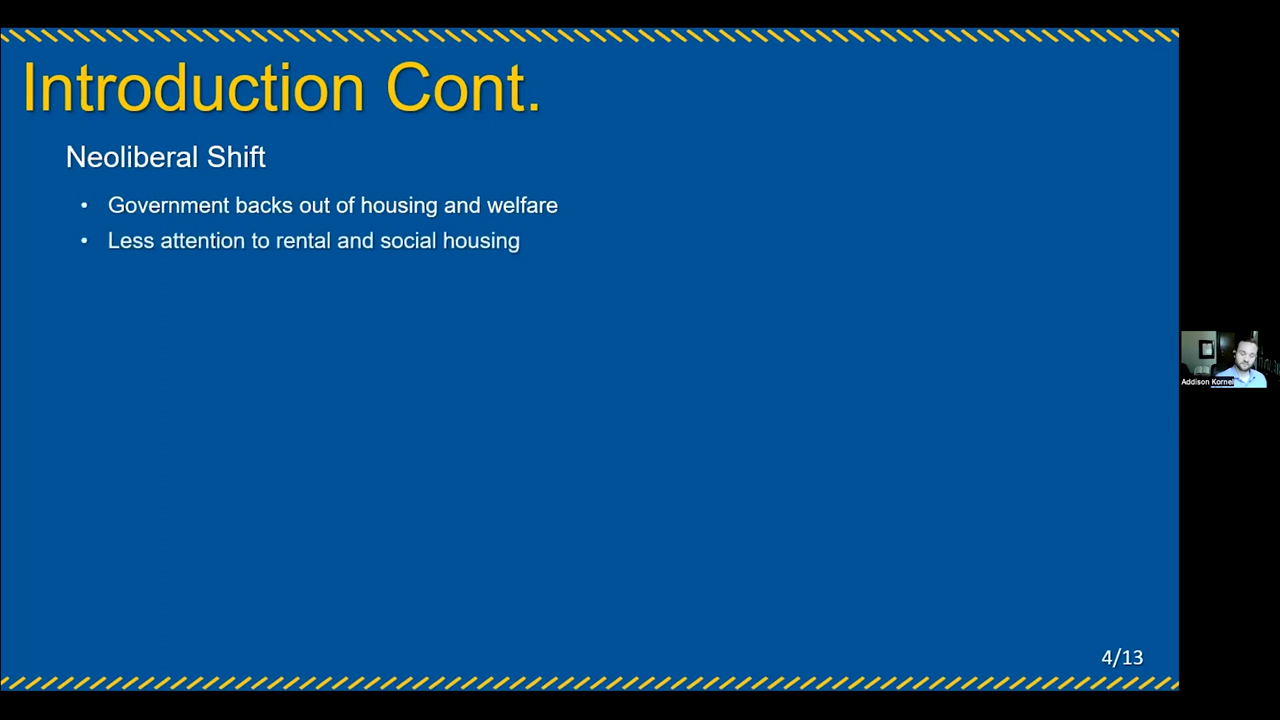 Introduction Cont.
Neoliberal Shift
• Government backs out of housing and welfare
• Less attention to rental and social housing
Addison Kornel
4/13